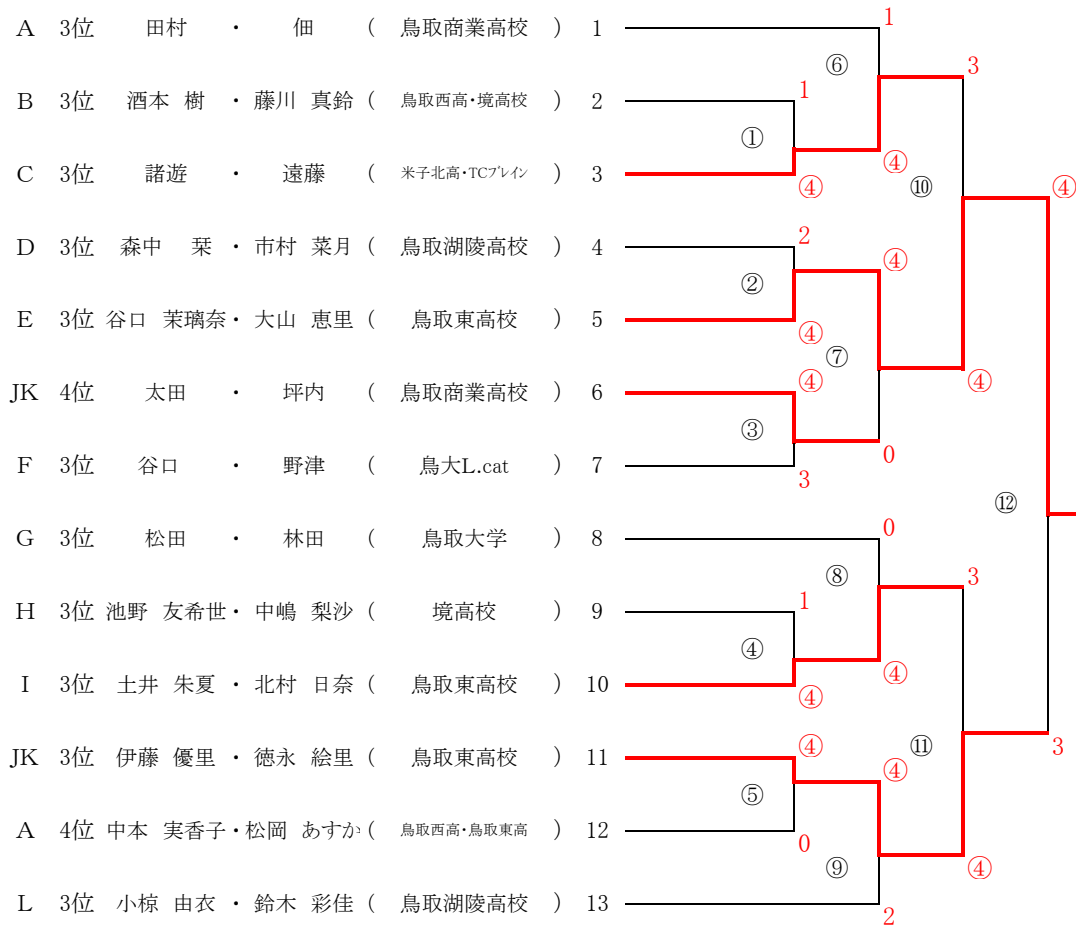 A 3位 田村 ・ 佃 ( 鳥取商業高校 ) 1
1
⑥
3
B 3位 酒本 樹 ・ 藤川 真鈴 ( 鳥取西高・境高校 ) 2
1
①
C 3位 諸遊 ・ 遠藤 ( 米子北高・TCブレイン ) 3
④
④
⑩
④
D 3位 森中 栞 ・ 市村 菜月 ( 鳥取湖陵高校 ) 4
2
④
②
E 3位 谷口 茉璃奈・ 大山 恵里 ( 鳥取東高校 ) 5
④
⑦
JK 4位 太田 ・ 坪内 ( 鳥取商業高校 ) 6
④
④
③
F 3位 谷口 ・ 野津 ( 鳥大L.cat ) 7
3
0
⑫
G 3位 松田 ・ 林田 ( 鳥取大学 ) 8
0
⑧
3
H 3位 池野 友希世・ 中嶋 梨沙 ( 境高校 ) 9
1
④
I 3位 土井 朱夏 ・ 北村 日奈 ( 鳥取東高校 ) 10
④
④
JK 3位 伊藤 優里 ・ 徳永 絵里 ( 鳥取東高校 ) 11
④
④
⑪
3
⑤
A 4位 中本 実香子・松岡 あすか ( 鳥取西高・鳥取東高 ) 12
0
⑨
④
L 3位 小椋 由衣 ・ 鈴木 彩佳 ( 鳥取湖陵高校 ) 13
2